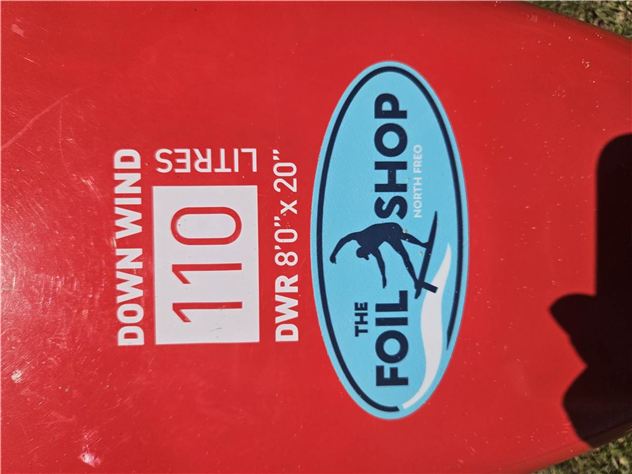 DOWN WIND
110
LITRES
DWR 8'0" x 20"
THE
FOIL SHOP
NORTH FREO